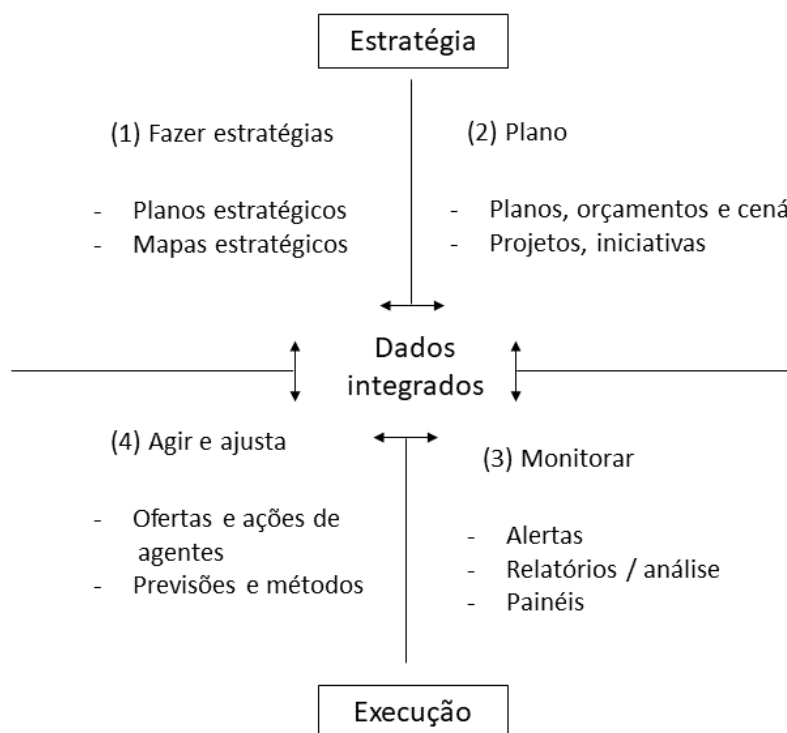 Estratégia
(1) Fazer estratégias
- Planos estratégicos
- Mapas estratégicos
(2) Plano
- Planos, orçamentos e cená
- Projetos, iniciativas
Dados
integrados
(4) Agir e ajusta
- Ofertas e ações de
agentes
- Previsões e métodos
(3) Monitorar
- Alertas
- Relatórios / análise
- Painéis
Execução